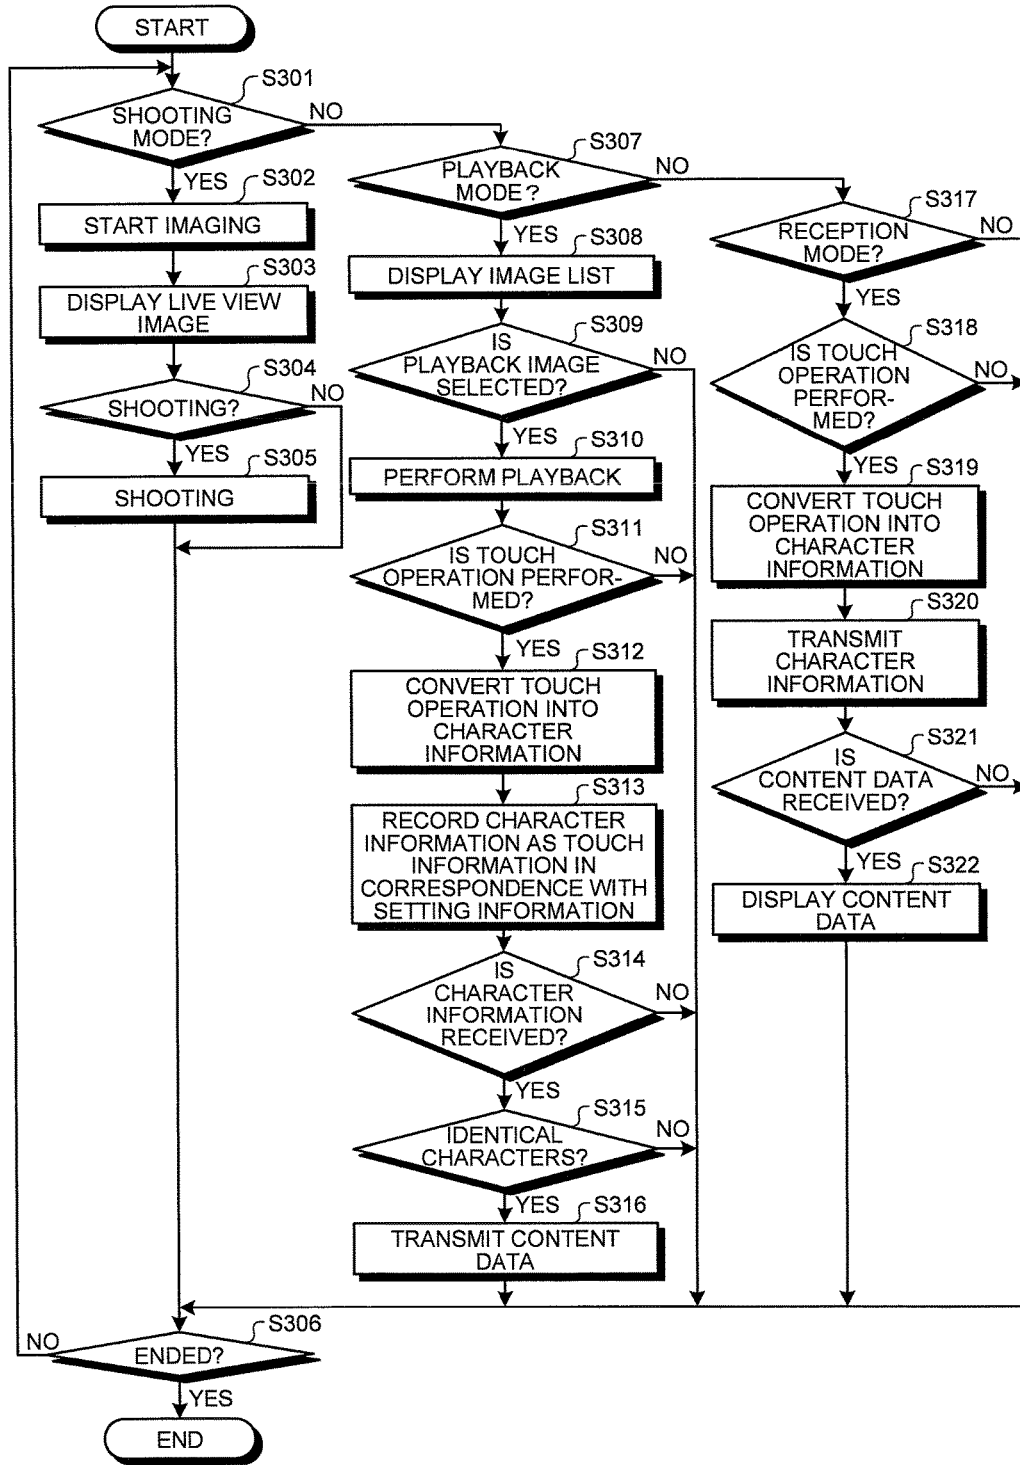 START
S301
SHOOTING
MODE?
NO
YES
S302
START IMAGING
S303
DISPLAY LIVE VIEW
IMAGE
S304
SHOOTING?
NO
YES
S305
SHOOTING
S307
PLAYBACK
MODE?
NO
YES
S308
DISPLAY IMAGE LIST
S309
IS
PLAYBACK IMAGE
SELECTED?
NO
YES
S310
PERFORM PLAYBACK
S311
IS TOUCH
OPERATION PERFOR-
MED?
NO
YES
S312
CONVERT TOUCH
OPERATION INTO
CHARACTER
INFORMATION
S313
RECORD CHARACTER
INFORMATION AS TOUCH
INFORMATION IN
CORRESPONDENCE WITH
SETTING INFORMATION
S314
IS
CHARACTER
INFORMATION
RECEIVED?
NO
YES
S315
IDENTICAL
CHARACTERS?
NO
YES
S316
TRANSMIT CONTENT
DATA
S317
RECEPTION
MODE?
NO
YES
S318
IS TOUCH
OPERATION
PERFOR-
MED?
NO
YES
S319
CONVERT TOUCH
OPERATION INTO
CHARACTER
INFORMATION
S320
TRANSMIT
CHARACTER
INFORMATION
S321
IS
CONTENT DATA
RECEIVED?
NO
YES
S322
DISPLAY CONTENT
DATA
S306
NO
ENDED?
YES
END